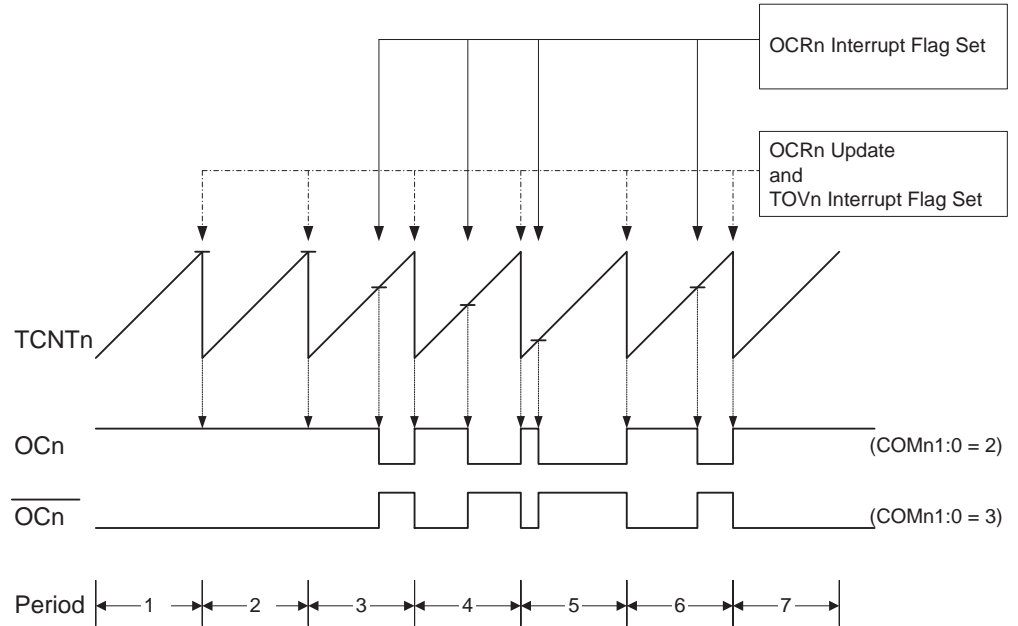 OCRn Interrupt Flag Set
OCRn Update
and
TOVn Interrupt Flag Set
TCNTn
OCn
(COMn1:0 = 2)
OCn
(COMn1:0 = 3)
Period
1
2
3
4
5
6
7